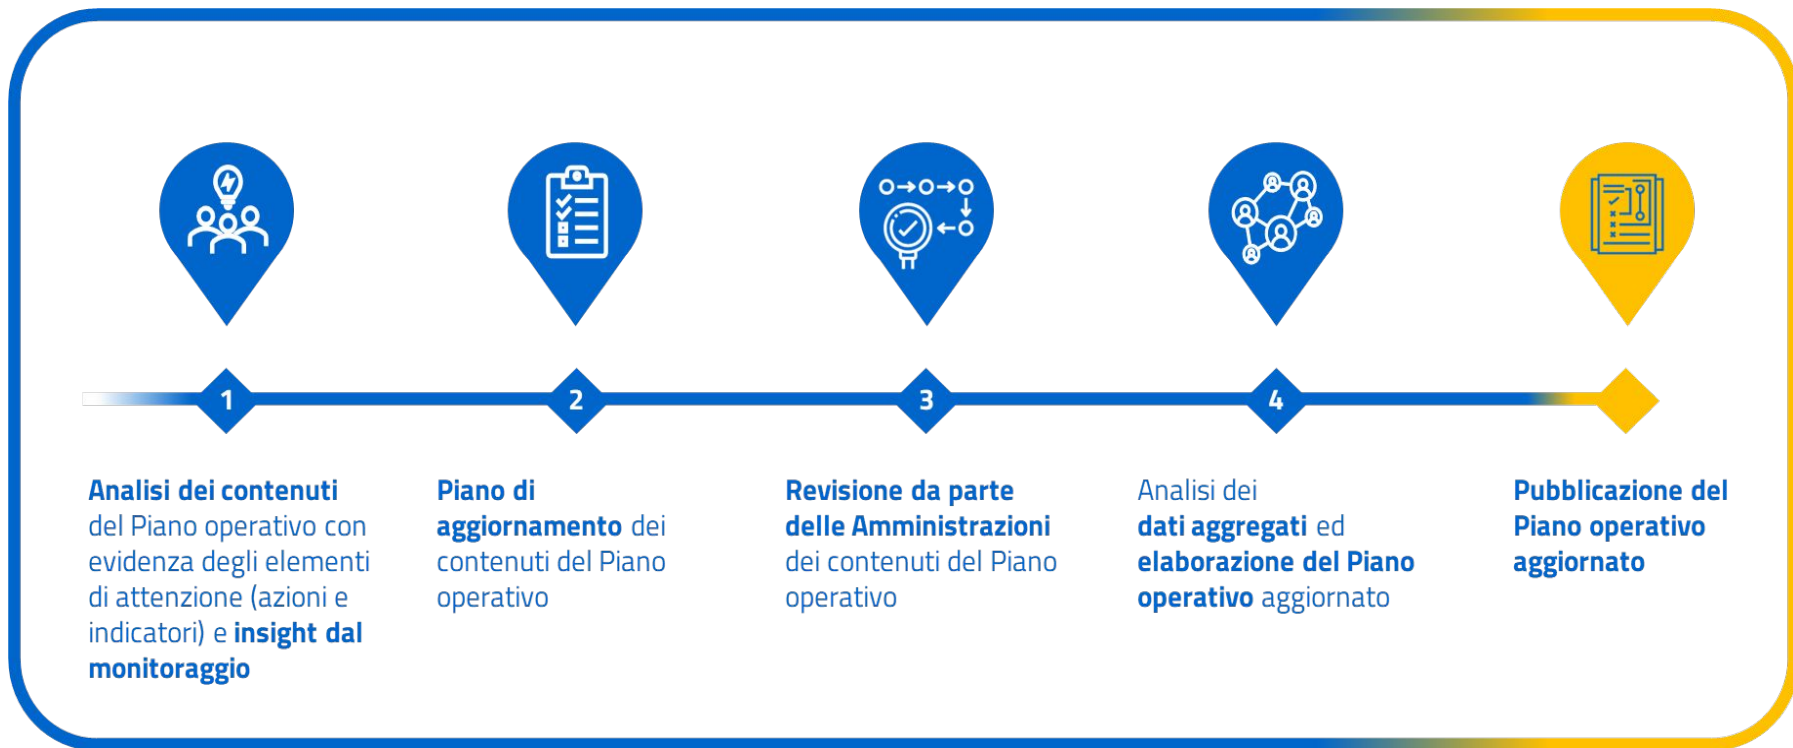 1
2
3
4
Analisi dei contenuti
del Piano operativo con
evidenza degli elementi
di attenzione (azioni e
indicatori) e insight dal
monitoraggio
Piano di
aggiornamento dei
contenuti del Piano
operativo
Revisione da parte
delle Amministrazioni
dei contenuti del Piano
operativo
Analisi dei
dati aggregati ed
elaborazione del Piano
operativo aggiornato
Pubblicazione del
Piano operativo
aggiornato